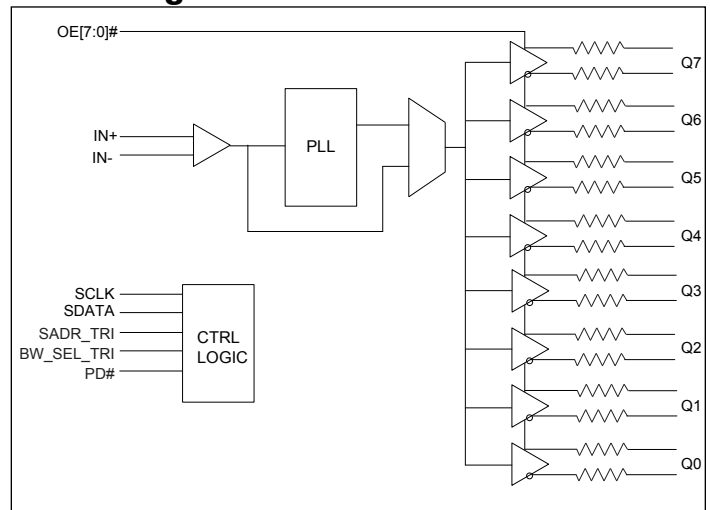 OE[7:0]#
Q7
Q6
IN+
IN-
PLL
Q5
Q4
SCLK
SDATA
SADR_TRI
BW_SEL_TRI
PD#
CTRL
LOGIC
Q3
Q2
Q1
Q0